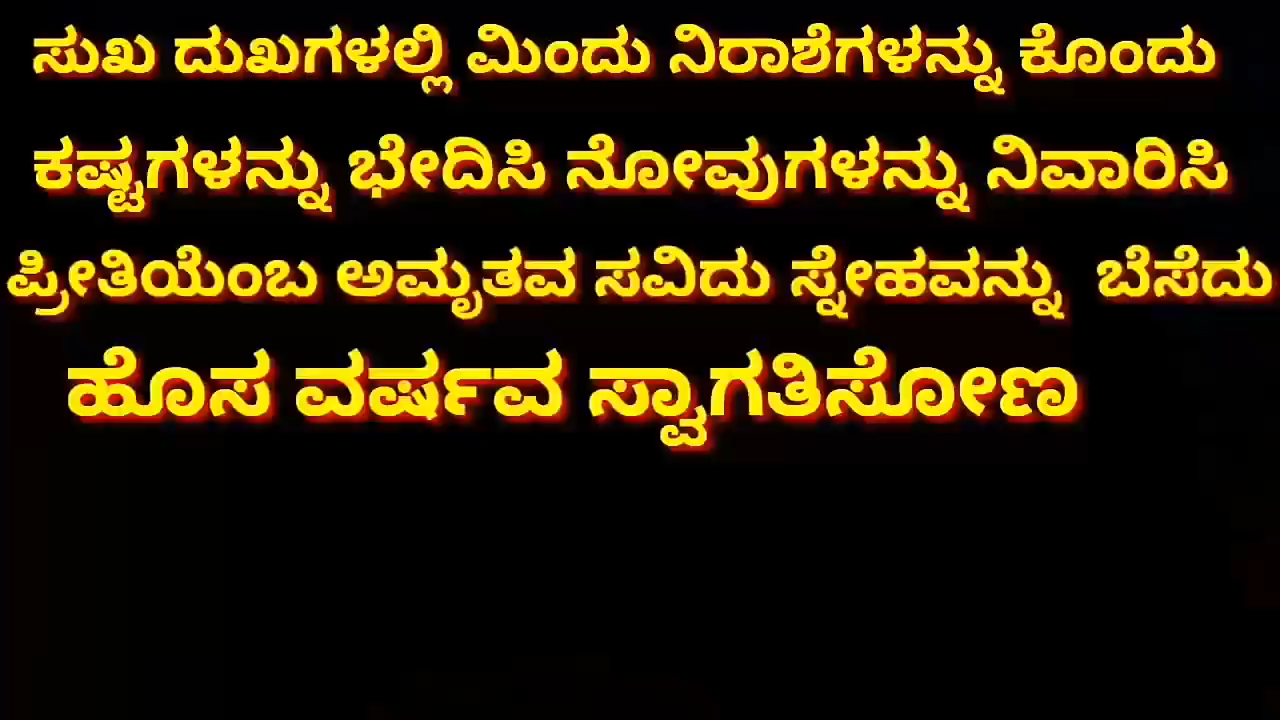 ಸುಖ ದುಖಗಳಲ್ಲಿ ಮಿಂದು ನಿರಾಶೆಗಳನ್ನು ಕೊಂದು
ಕಷ್ಟಗಳನ್ನು ಭೇದಿಸಿ ನೋವುಗಳನ್ನು ನಿವಾರಿಸಿ
ಪ್ರೀತಿಯೆಂಬ ಅಮೃತವ ಸವಿದು ಸ್ನೇಹವನ್ನು ಬೆಸೆದು
ಹೊಸ ವರ್ಷವ ಸ್ವಾಗತಿಸೋಣ